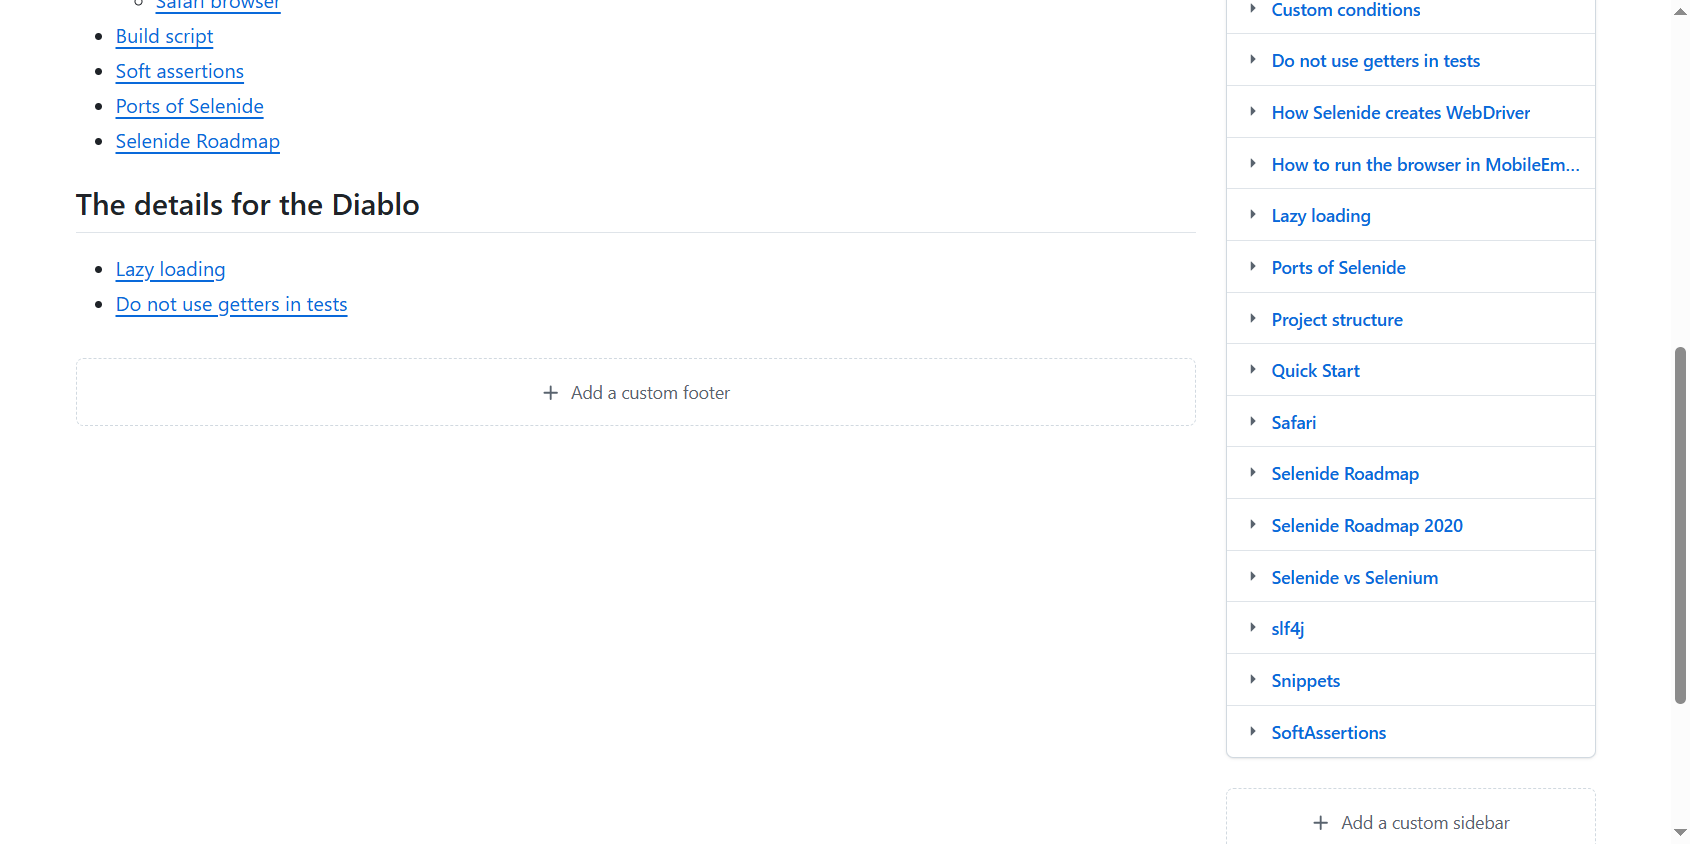 Safari browser
Build script
Soft assertions
Ports of Selenide
Selenide Roadmap
The details for the Diablo
Lazy loading
Do not use getters in tests
Add a custom footer
Custom conditions
Do not use getters in tests
How Selenide creates WebDriver
How to run the browser in MobileEm...
Lazy loading
Ports of Selenide
Project structure
Quick Start
Safari
Selenide Roadmap
Selenide Roadmap 2020
Selenide vs Selenium
slf4j
Snippets
SoftAssertions
Add a custom sidebar